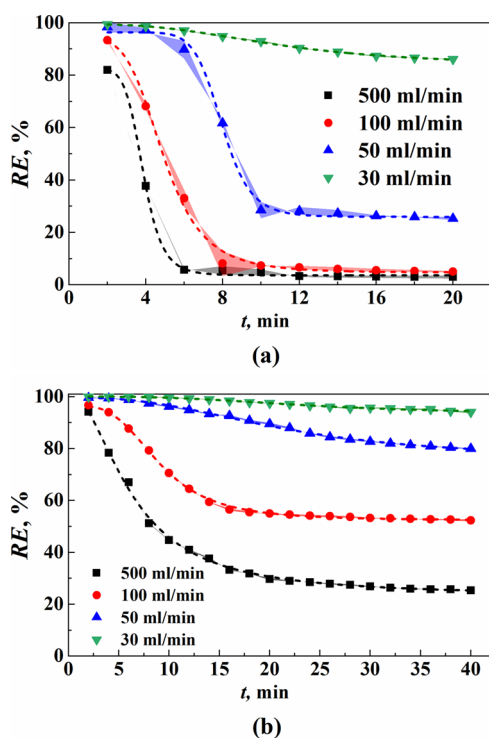 100
80
60
40
20
0
RE, %
500 ml/min
100 ml/min
50 ml/min
30 ml/min
0 4 8 12 16 20
t, min
(a)
100
80
60
40
20
0
RE, %
500 ml/min
100 ml/min
50 ml/min
30 ml/min
0 5 10 15 20 25 30 35 40
t, min
(b)